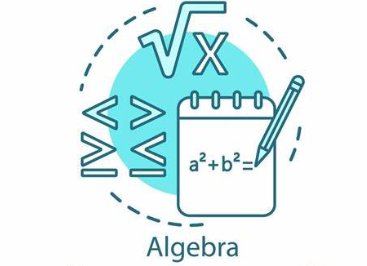 √x
< >
≥ ≤
a²+b²=
Algebra